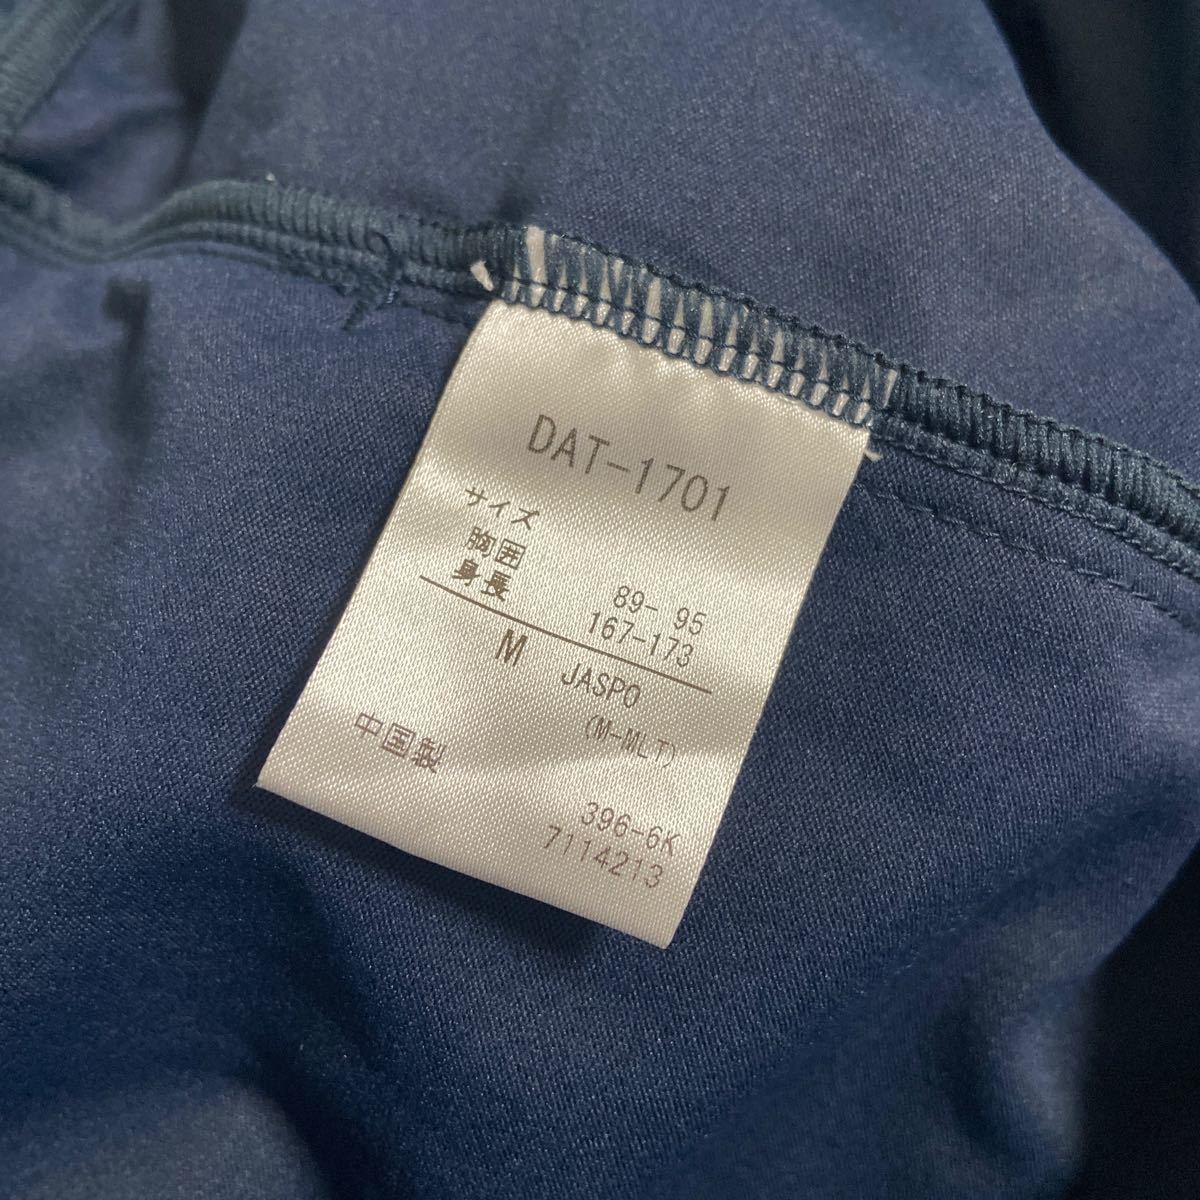 DAT-1701
サイズ
胸囲 89- 95
身長 167-173
M JASPO
(M-MLT)
中国製
396-6K
7114213